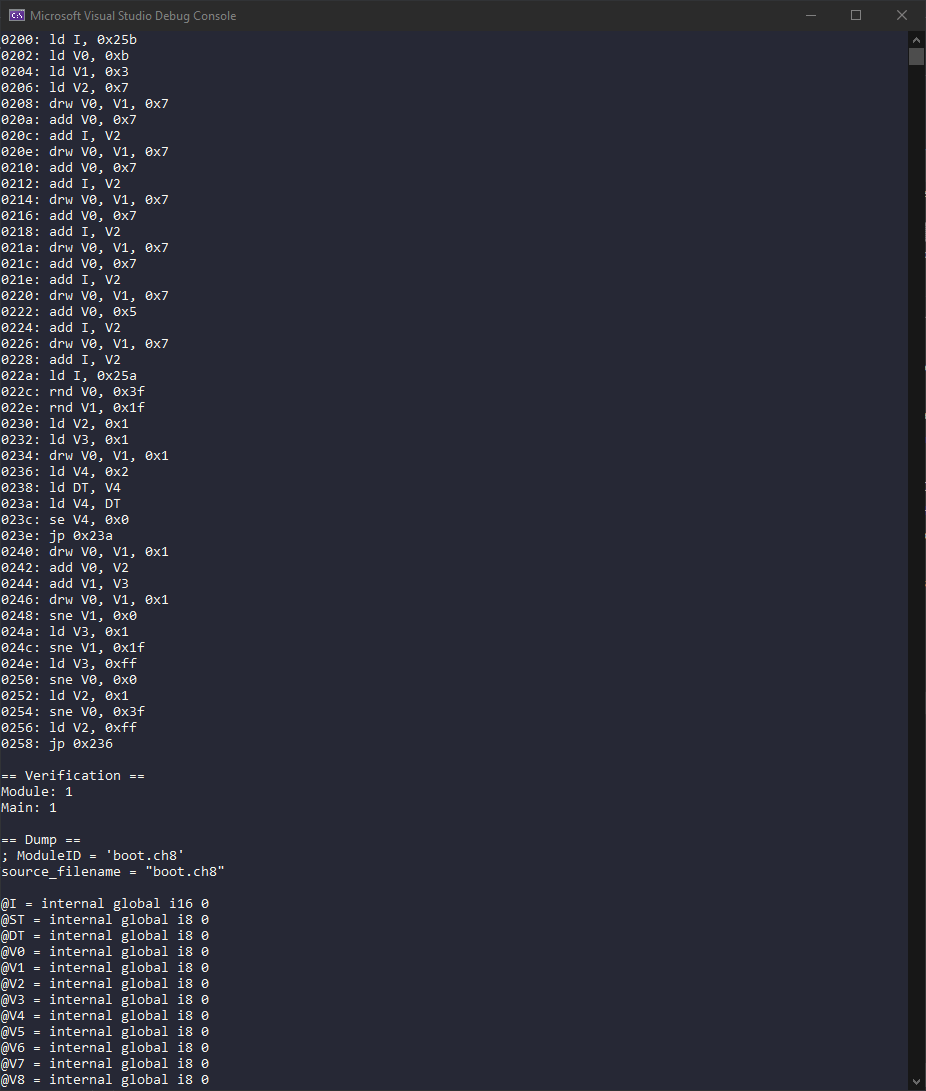 Microsoft Visual Studio Debug Console
0200: ld I, 0x25b
0202: ld V0, 0xb
0204: ld V1, 0x3
0206: ld V2, 0x7
0208: drw V0, V1, 0x7
020a: add V0, 0x7
020c: add I, V2
020e: drw V0, V1, 0x7
0210: add V0, 0x7
0212: add I, V2
0214: drw V0, V1, 0x7
0216: add V0, 0x7
0218: add I, V2
021a: drw V0, V1, 0x7
021c: add V0, 0x7
021e: add I, V2
0220: drw V0, V1, 0x7
0222: add V0, 0x5
0224: add I, V2
0226: drw V0, V1, 0x7
0228: add I, V2
022a: ld I, 0x25a
022c: rnd V0, 0x3f
022e: rnd V1, 0x1f
0230: ld V2, 0x1
0232: ld V3, 0x1
0234: drw V0, V1, 0x1
0236: ld V4, 0x2
0238: ld DT, V4
023a: ld V4, DT
023c: se V4, 0x0
023e: jp 0x23a
0240: drw V0, V1, 0x1
0242: add V0, V2
0244: add V1, V3
0246: drw V0, V1, 0x1
0248: sne V1, 0x0
024a: ld V3, 0x1
024c: sne V1, 0x1f
024e: ld V3, 0xff
0250: sne V0, 0x0
0252: ld V2, 0x1
0254: sne V0, 0x3f
0256: ld V2, 0xff
0258: jp 0x236
== Verification ==
Module: 1
Main: 1
== Dump ==
; ModuleID = 'boot.ch8'
source_filename = "boot.ch8"
@I = internal global i16 0
@ST = internal global i8 0
@DT = internal global i8 0
@V0 = internal global i8 0
@V1 = internal global i8 0
@V2 = internal global i8 0
@V3 = internal global i8 0
@V4 = internal global i8 0
@V5 = internal global i8 0
@V6 = internal global i8 0
@V7 = internal global i8 0
@V8 = internal global i8 0